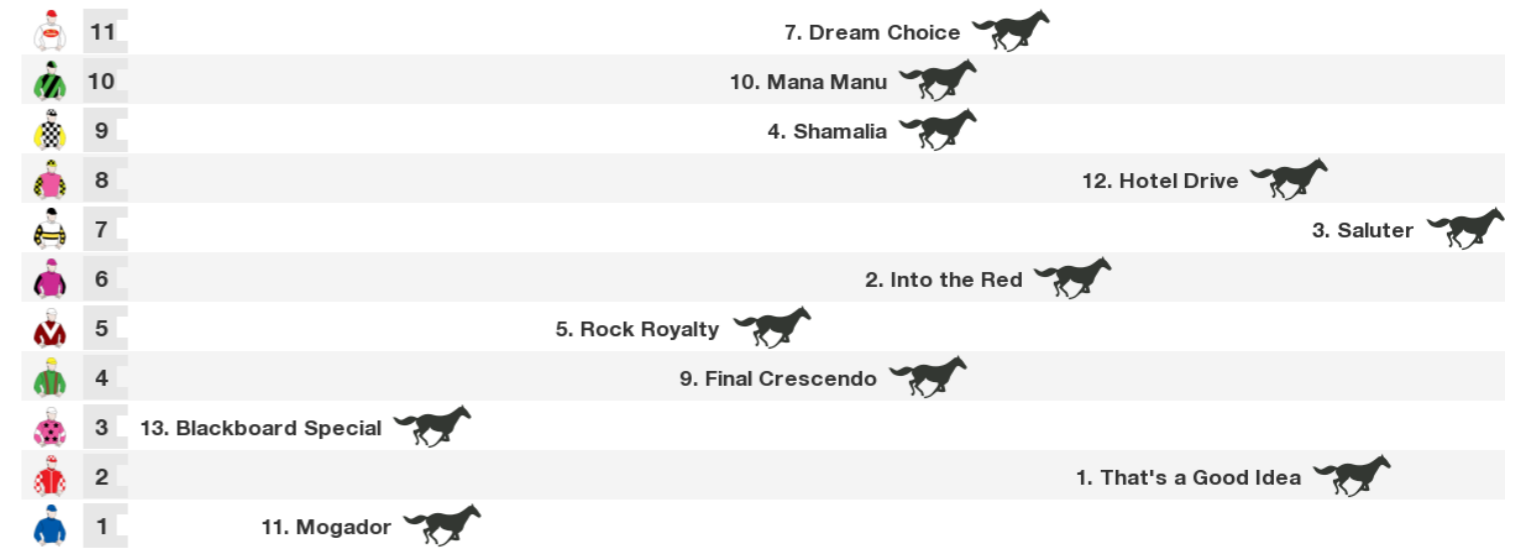 11 7. Dream Choice
10 10. Mana Manu
9 4. Shamalia
8 12. Hotel Drive
7 3. Saluter
6 2. Into the Red
5 5. Rock Royalty
4 9. Final Crescendo
3 13. Blackboard Special
2 1. That's a Good Idea
1 11. Mogador